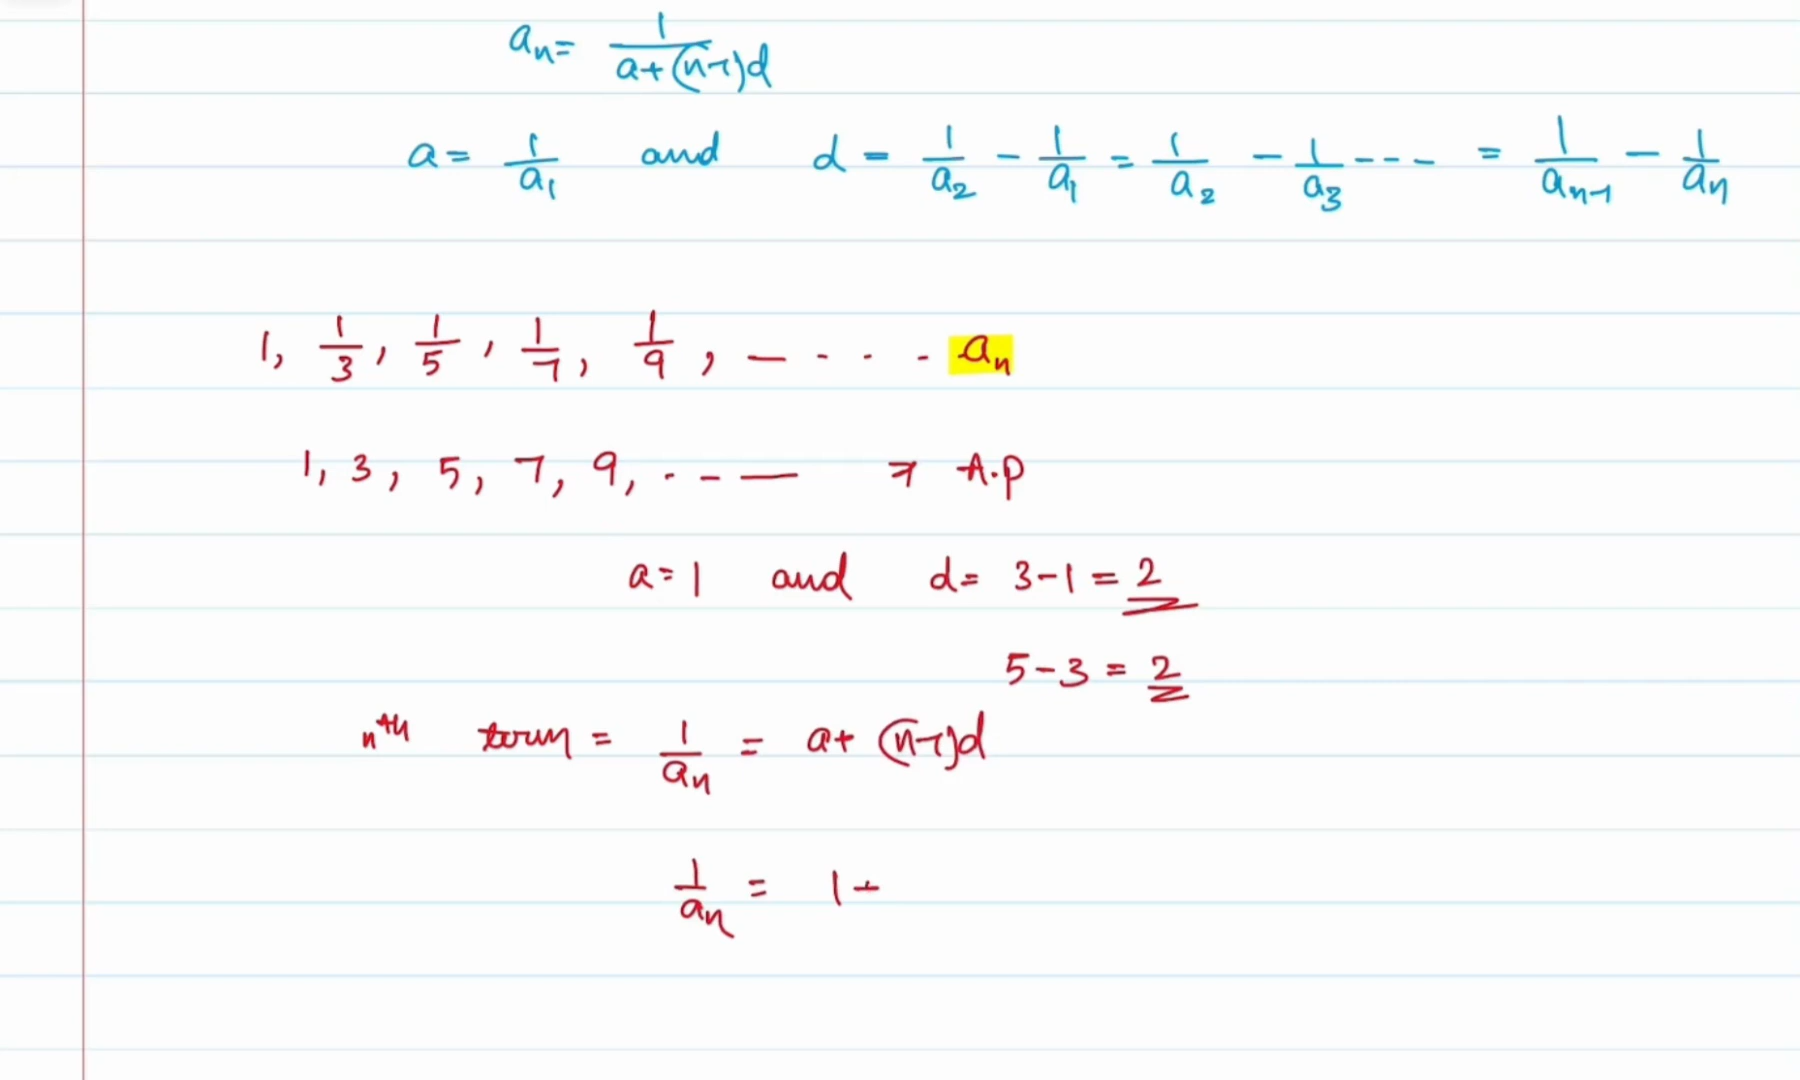 aₙ = 1/(a+(n-1)d)
a = 1/a₁ and d = 1/a₂ - 1/a₁ = 1/a₂ - 1/a₃ --- = 1/aₙ₋₁ - 1/aₙ
1, 1/3, 1/5, 1/7, 1/9, — . . . . aₙ
1, 3, 5, 7, 9, . - — ⇒ A.P
a=1 and d= 3-1 = 2
5-3 = 2
nᵗʰ term = 1/aₙ = a+ (n-1)d
1/aₙ = 1+